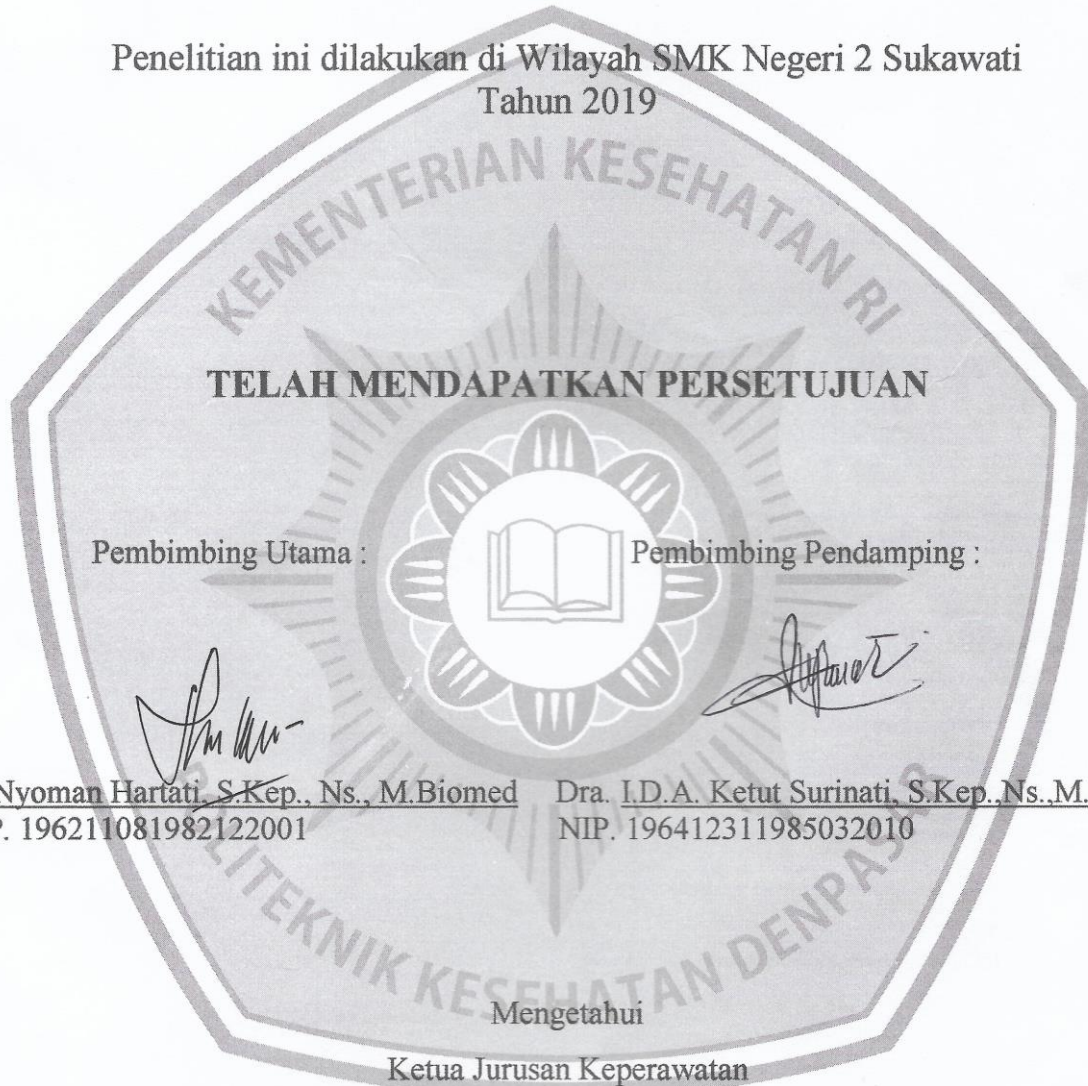 Penelitian ini dilakukan di Wilayah SMK Negeri 2 Sukawati
Tahun 2019
KEMENTERIAN KESEHATAN RI
TELAH MENDAPATKAN PERSETUJUAN
Pembimbing Utama : Pembimbing Pendamping :
Nyoman Hartati, S.Kep., Ns., M.Biomed Dra. I.D.A. Ketut Surinati, S.Kep.,Ns.,M.
P. 196211081982122001 NIP. 196412311985032010
LITEKNIK KESEHATAN DENPASAR
Mengetahui
Ketua Jurusan Keperawatan